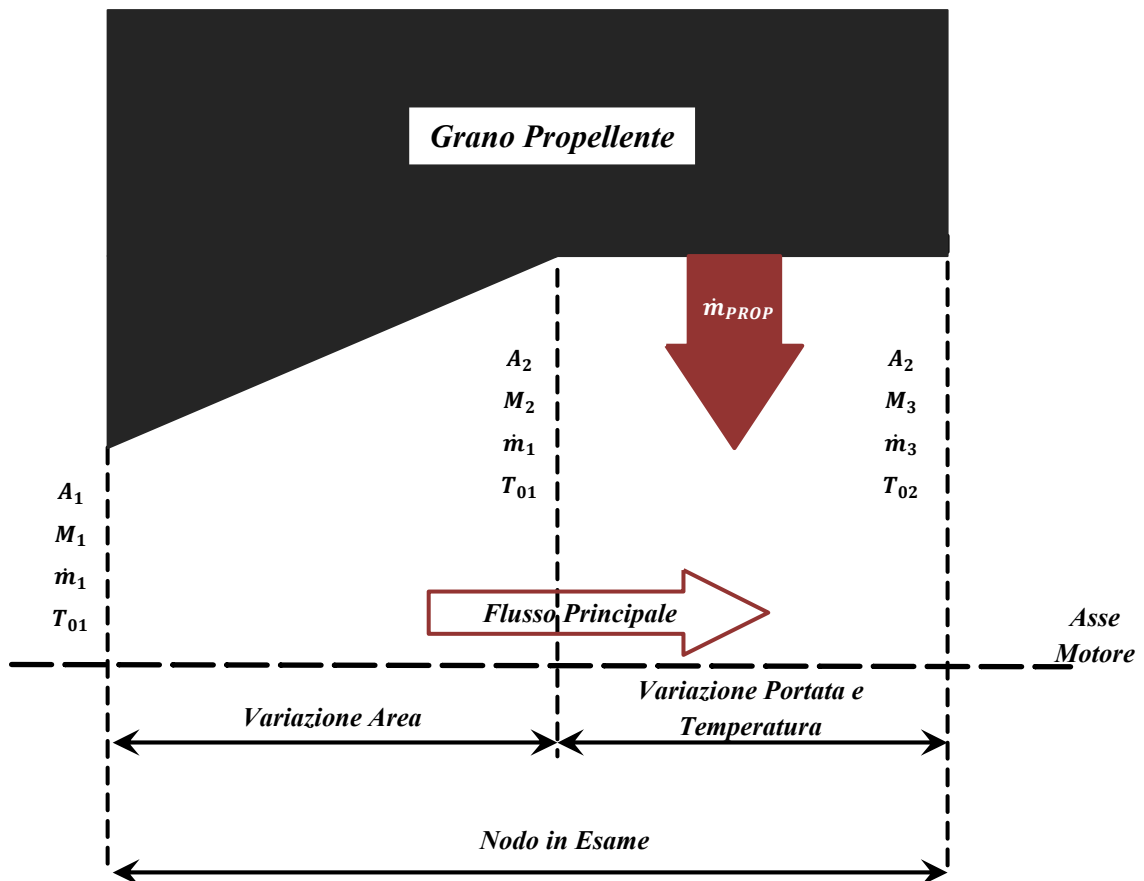 Grano Propellente
ṁ_PROP
A₂
M₂
ṁ₁
T₀₁
A₂
M₃
ṁ₃
T₀₂
A₁
M₁
ṁ₁
T₀₁
Flusso Principale
Asse
Motore
Variazione Area
Variazione Portata e
Temperatura
Nodo in Esame